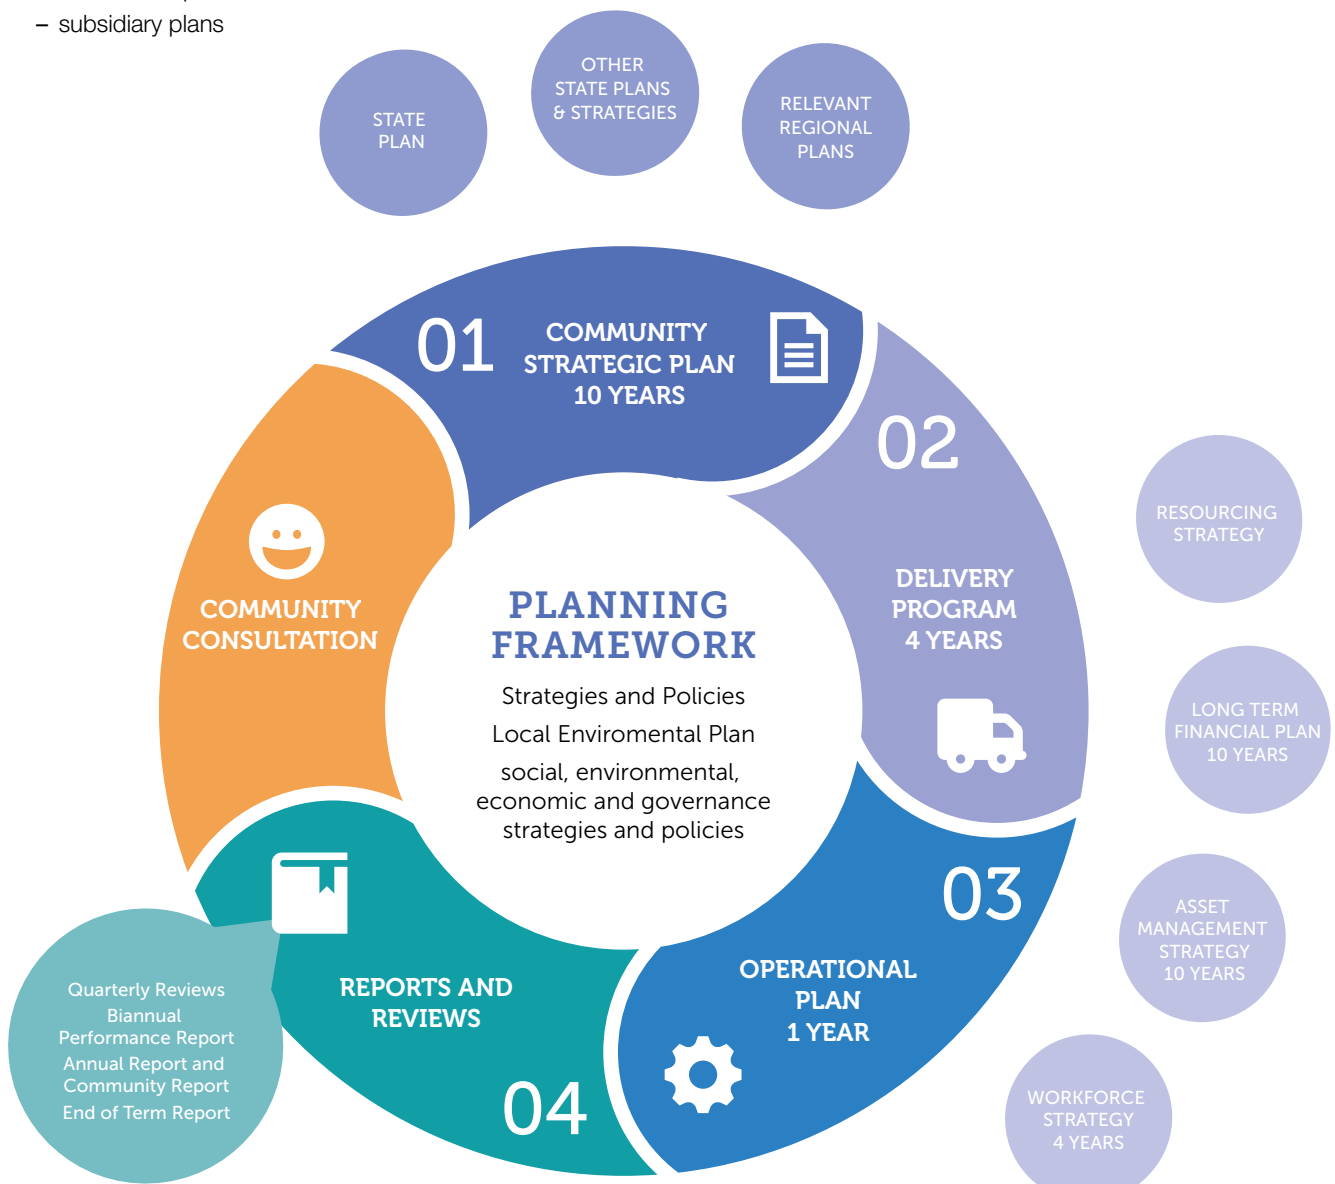 – subsidiary plans
STATE
PLAN
OTHER
STATE PLANS
& STRATEGIES
RELEVANT
REGIONAL
PLANS
01
COMMUNITY
STRATEGIC PLAN
10 YEARS
02
DELIVERY
PROGRAM
4 YEARS
RESOURCING
STRATEGY
LONG TERM
FINANCIAL PLAN
10 YEARS
ASSET
MANAGEMENT
STRATEGY
10 YEARS
WORKFORCE
STRATEGY
4 YEARS
03
OPERATIONAL
PLAN
1 YEAR
04
REPORTS AND
REVIEWS
Quarterly Reviews
Biannual
Performance Report
Annual Report and
Community Report
End of Term Report
COMMUNITY
CONSULTATION
PLANNING
FRAMEWORK
Strategies and Policies
Local Enviromental Plan
social, environmental,
economic and governance
strategies and policies